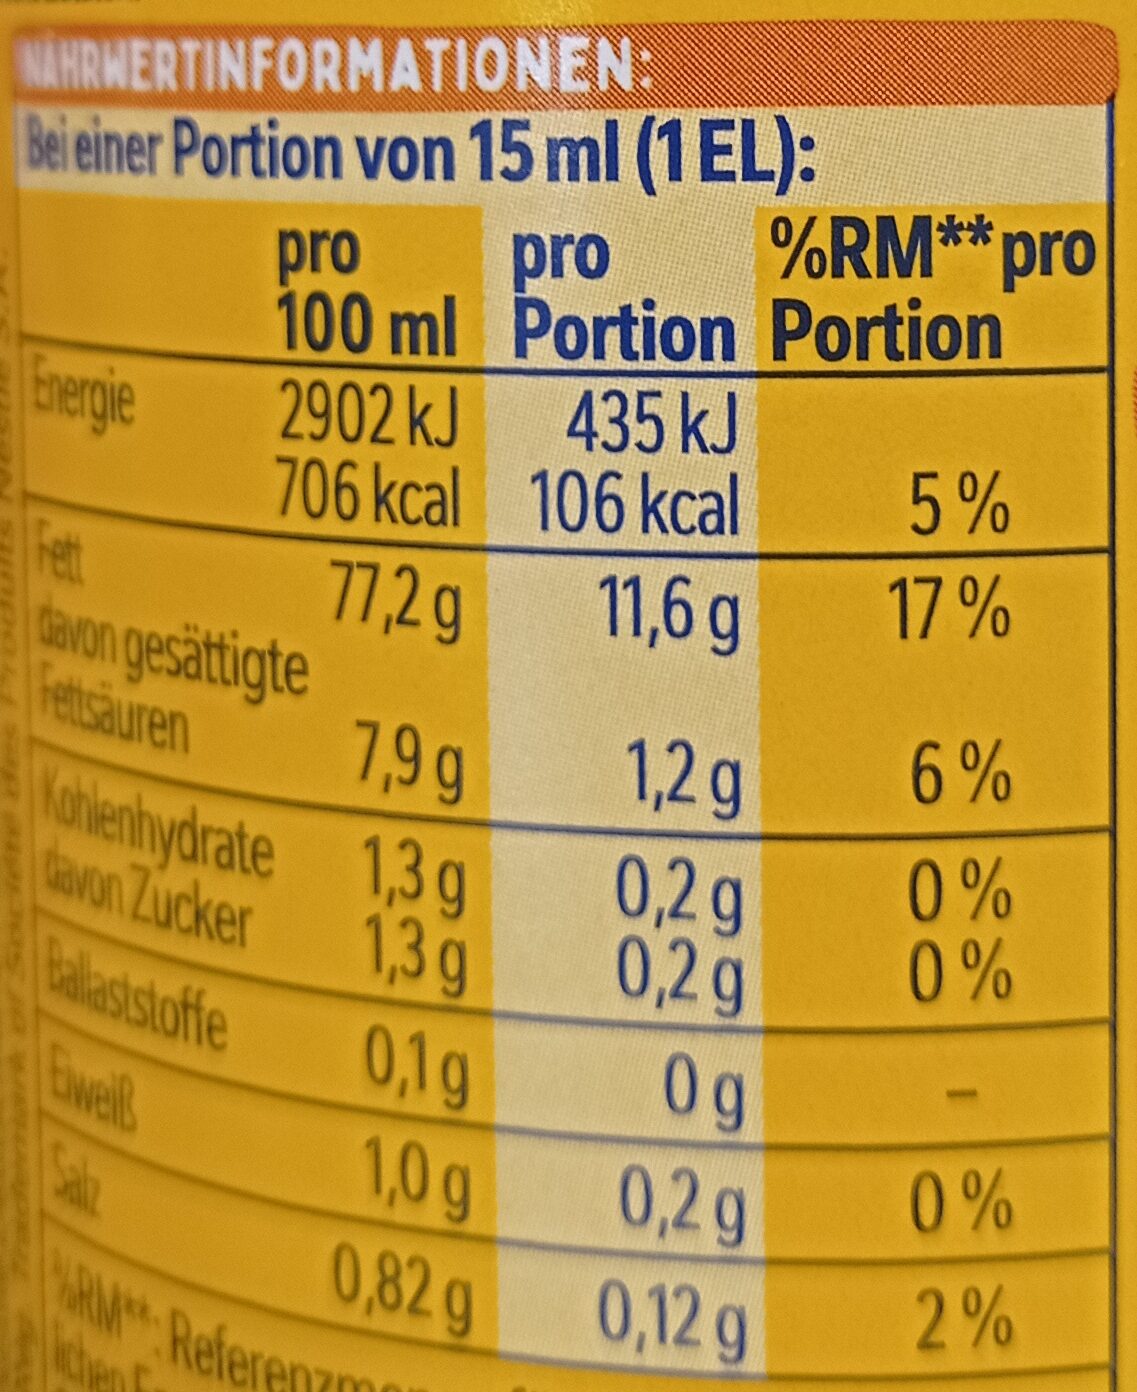 NÄHRWERTINFORMATIONEN:
Bei einer Portion von 15 ml (1 EL):
pro 100 ml pro Portion %RM** pro Portion
Energie 2902 kJ 435 kJ
706 kcal 106 kcal 5 %
Fett 77,2 g 11,6 g 17 %
davon gesättigte
Fettsäuren 7,9 g 1,2 g 6 %
Kohlenhydrate 1,3 g 0,2 g 0 %
davon Zucker 1,3 g 0,2 g 0 %
Ballaststoffe 0,1 g 0 g –
Eiweiß 1,0 g 0,2 g 0 %
Salz 0,82 g 0,12 g 2 %
%RM**: